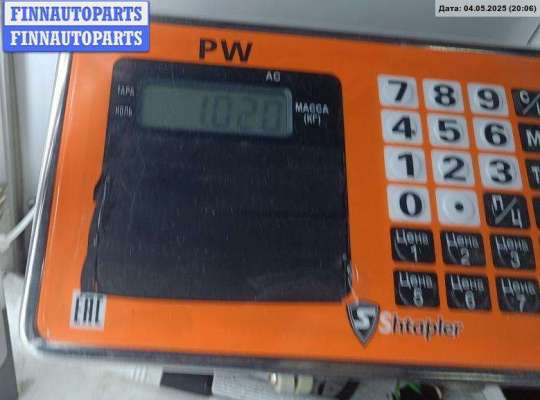 FINNAUTOPARTS
FINNAUTOPARTS
Дата: 04.05.2025 (20:06)
PW
AC
ТАРА
НОЛЬ
1.020
МАССА
(КГ)
7 8 9
4 5 6
1 2 3
0 • П/Ц
Цена 1 Цена 2 Цена 3
Цена 5 Цена 6 Цена 7
EAC
S Shtapler